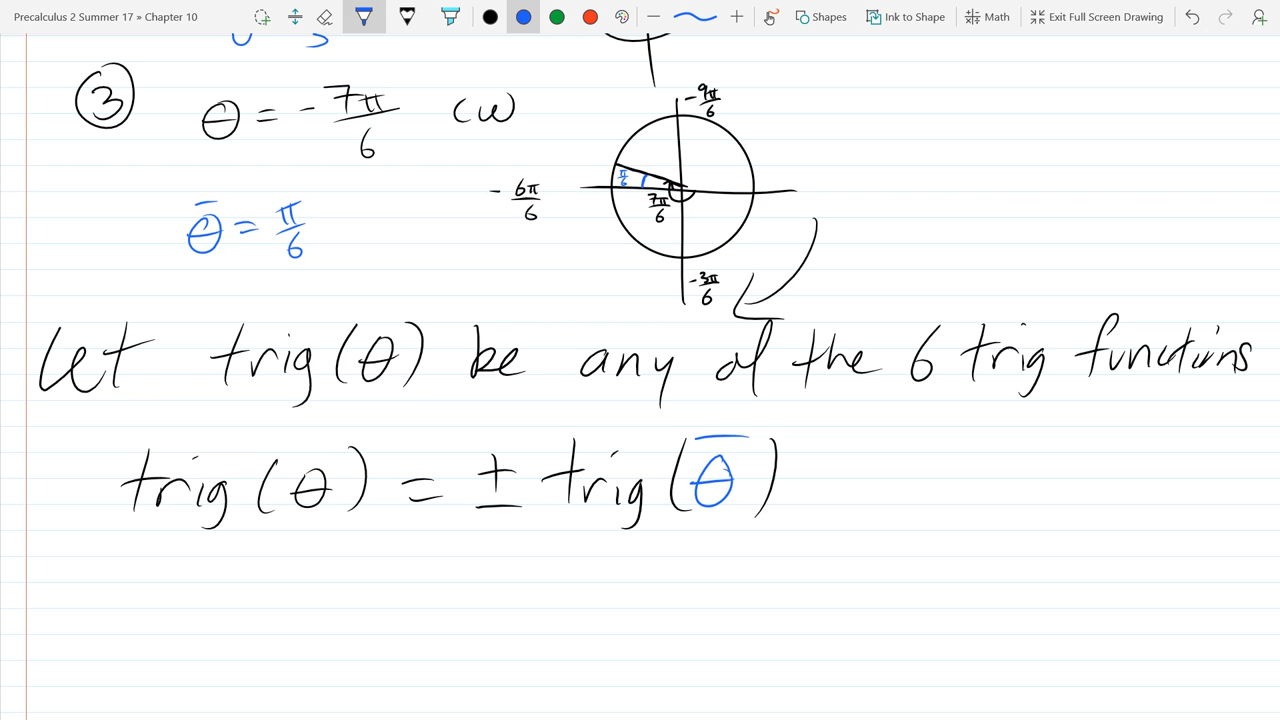 Precalculus 2 Summer 17 » Chapter 10
Shapes
Ink to Shape
Math
Exit Full Screen Drawing
③ θ = -7π/6 CW
-9π/6
π/6
-6π/6
7π/6
θ̄ = π/6
-3π/6
Let trig(θ) be any of the 6 trig functions
trig(θ) = ± trig(θ̄)